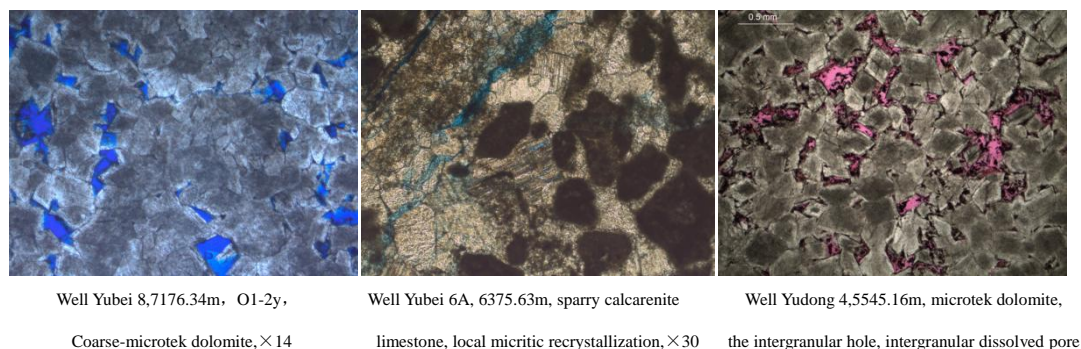 0.5 mm
Well Yubei 8,7176.34m，O1-2y，
Coarse-microtek dolomite,×14
Well Yubei 6A, 6375.63m, sparry calcarenite
limestone, local micritic recrystallization,×30
Well Yudong 4,5545.16m, microtek dolomite,
the intergranular hole, intergranular dissolved pore